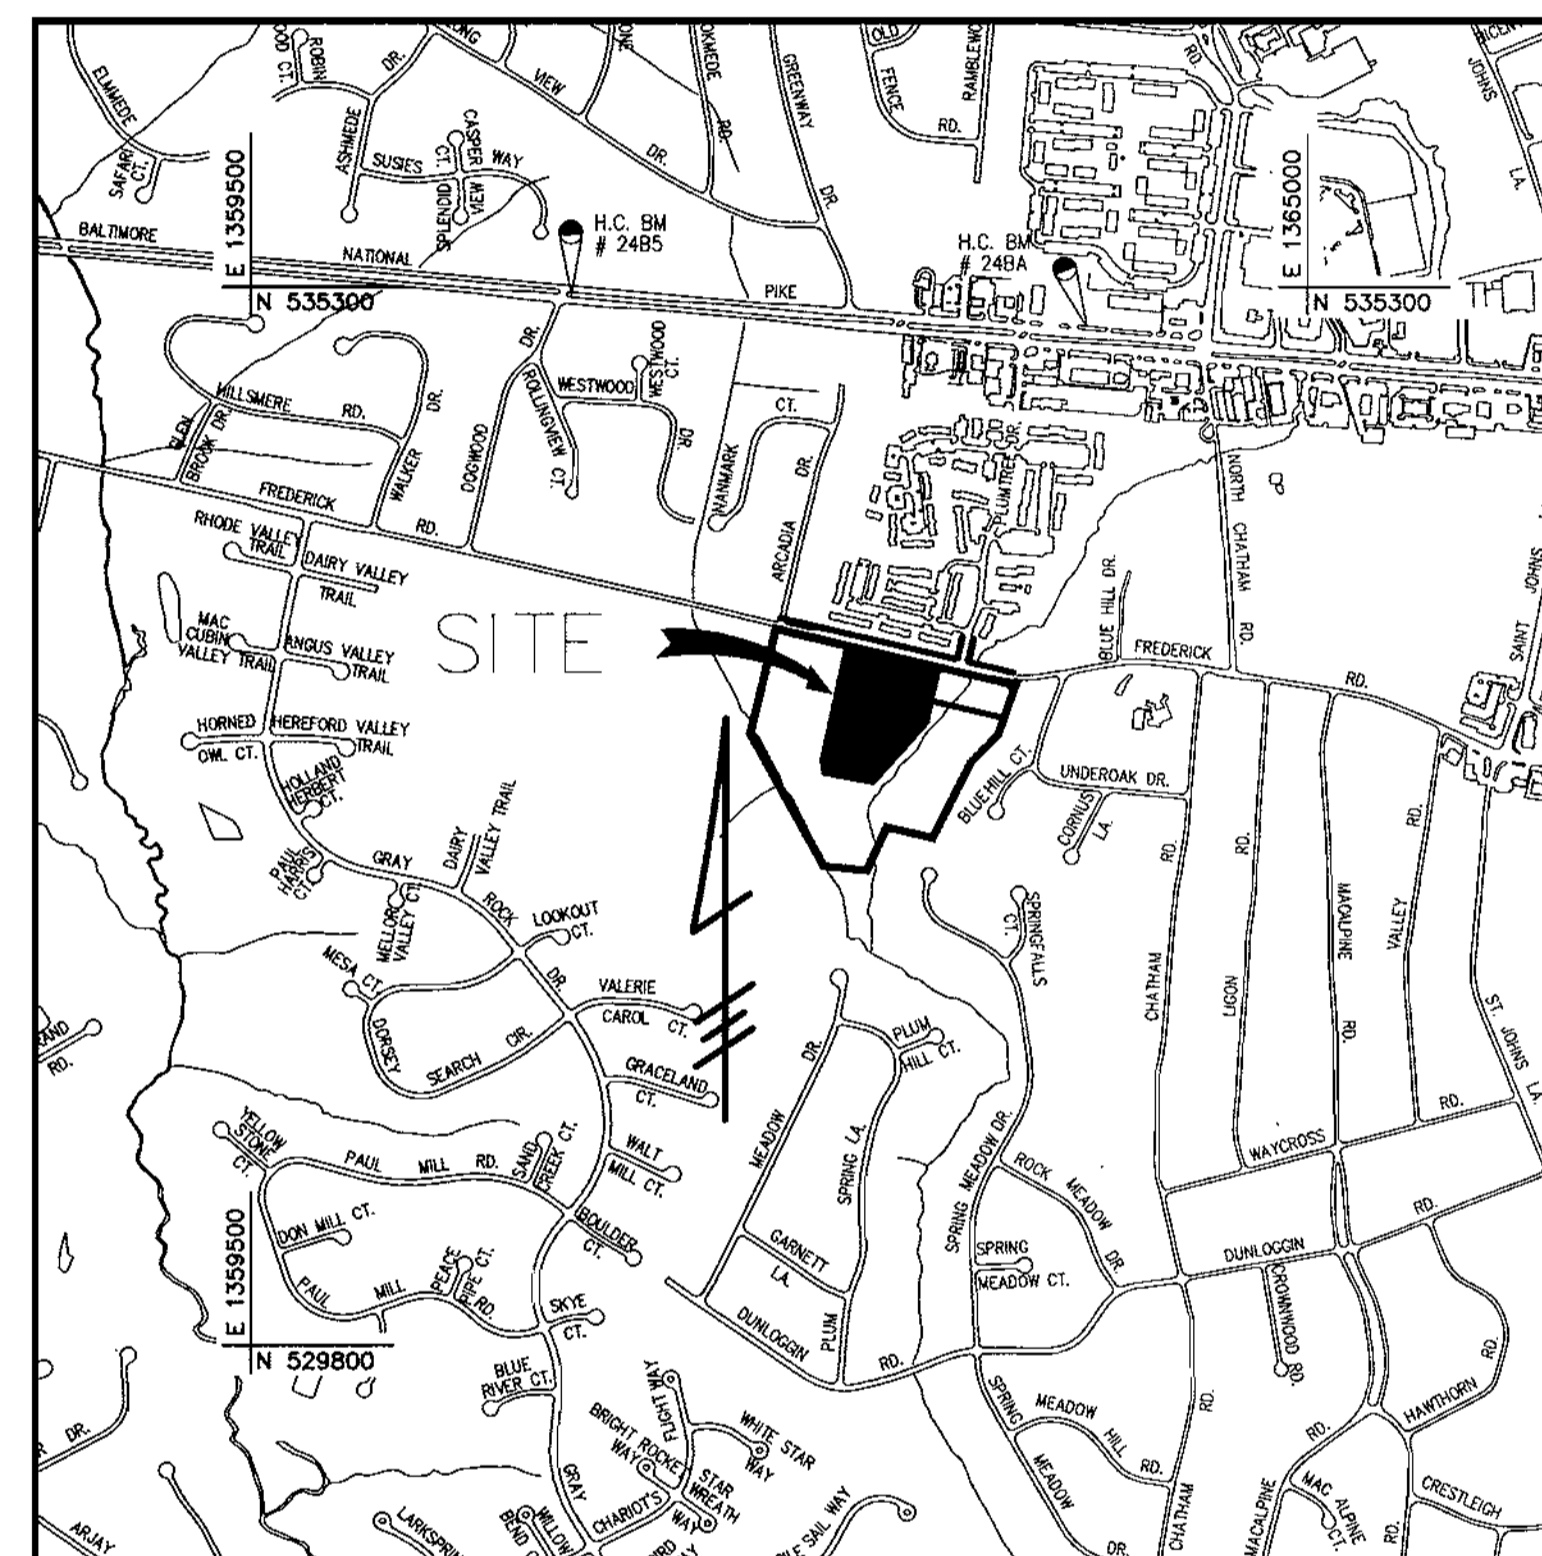 ELMMEDE
SAFARI
CT.
ROBIN
CT.
DR.
ASHMEDE
SUSIES
WAY
CASPER
CT.
SPLENDID
VIEW
VIEW
DR.
RD.
GREENWAY
DR.
OLD
FENCE
RD.
RD.
JOHNS
LA.
E 1359500
N 535300
E 1365000
N 535300
BALTIMORE
NATIONAL
PIKE
H.C. BM
# 24B5
H.C. BM
# 24BA
HILLSMERE
RD.
GLEN
BROOK DR.
DR.
WALKER
DOGWOOD
DR.
ROLLINGVIEW CT.
WESTWOOD
WESTWOOD
CT.
DR.
NANMARK
CT.
ARCADIA
DR.
PLUMTREE DR.
NORTH
CHATHAM
RD.
FREDERICK
RD.
RHODE VALLEY
TRAIL
DAIRY VALLEY
TRAIL
MAC
CUBIN
VALLEY TRAIL
ANGUS VALLEY
TRAIL
SITE
BLUE HILL DR.
FREDERICK
RD.
SAINT
JOHNS
HORNED
OWL CT.
HEREFORD VALLEY
TRAIL
HOLLAND
HERBERT
CT.
BLUEHILL CT.
UNDEROAK DR.
CORNUS
LA.
PAUL
HARRIS
CT.
GRAY
DAIRY
VALLEY TRAIL
MELLOR
VALLEY CT.
ROCK
LOOKOUT
CT.
DR.
MESA CT.
DORSEY
SEARCH
CIR.
VALERIE
CAROL
CT.
GRACELAND
CT.
SPRINGFALLS
CT.
CHATHAM
RD.
LIGON
RD.
MACALPINE
RD.
VALLEY
RD.
ST. JOHNS
LA.
RD.
YELLOW
STONE
CT.
PAUL
MILL
RD.
SAND
CREEK CT.
WALT
MILL CT.
BOULDER
CT.
MEADOW
DR.
PLUM
HILL CT.
SPRING LA.
PLUM
GARNETT
LA.
DUNLOGGIN
RD.
SPRING MEADOW DR.
ROCK
MEADOW
DR.
SPRING
MEADOW CT.
WAYCROSS
RD.
DUNLOGGIN
RD.
CROWNWOOD RD.
E 1359500
N 529800
DON MILL CT.
PAUL
MILL
RD.
PEACE
PIPE CT.
SKYE
CT.
BLUE
RIVER CT.
GRAY
FLIGHT WAY
BRIGHT ROCKET
WAY
WHITE STAR
WAY
STAR
WREATH
WAY
CHARIOT'S
WILLOW
BEND
SAIL WAY
SPRING
MEADOW
DR.
MEADOW
HILL
RD.
CHATHAM
RD.
HAWTHORN
RD.
MACALPINE
RD.
MAC ALPINE
CT.
RD.
CRESTLEIGH
ARJAY
DR.
RD.